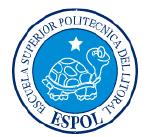 ESCUELA SUPERIOR POLITECNICA DEL LITORAL
ESPOL